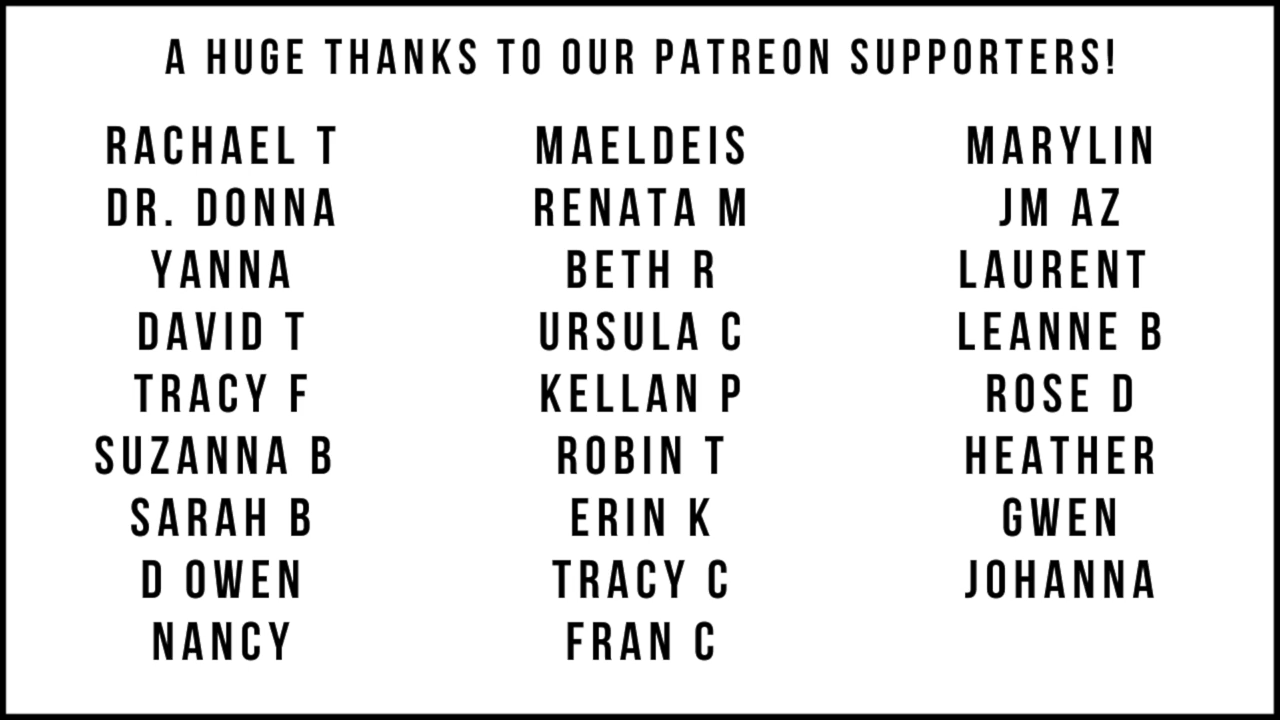 A HUGE THANKS TO OUR PATREON SUPPORTERS!
RACHAEL T
DR. DONNA
YANNA
DAVID T
TRACY F
SUZANNA B
SARAH B
D OWEN
NANCY
MAELDEIS
RENATA M
BETH R
URSULA C
KELLAN P
ROBIN T
ERIN K
TRACY C
FRAN C
MARYLIN
JM AZ
LAURENT
LEANNE B
ROSE D
HEATHER
GWEN
JOHANNA